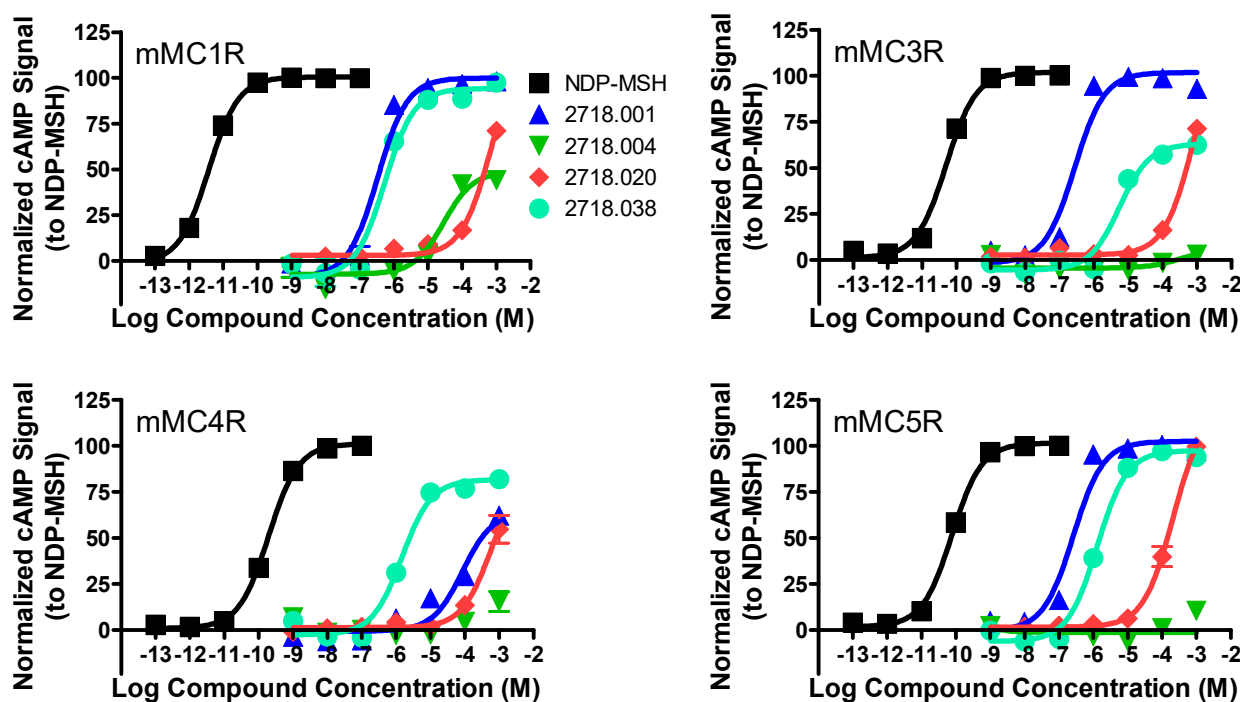 mMC1R
Normalized cAMP Signal
(to NDP-MSH)
125
100
75
50
25
0
-13 -12 -11 -10 -9 -8 -7 -6 -5 -4 -3 -2
Log Compound Concentration (M)
NDP-MSH
2718.001
2718.004
2718.020
2718.038
mMC3R
Normalized cAMP Signal
(to NDP-MSH)
125
100
75
50
25
0
-13 -12 -11 -10 -9 -8 -7 -6 -5 -4 -3 -2
Log Compound Concentration (M)
mMC4R
Normalized cAMP Signal
(to NDP-MSH)
125
100
75
50
25
0
-13 -12 -11 -10 -9 -8 -7 -6 -5 -4 -3 -2
Log Compound Concentration (M)
mMC5R
Normalized cAMP Signal
(to NDP-MSH)
125
100
75
50
25
0
-13 -12 -11 -10 -9 -8 -7 -6 -5 -4 -3 -2
Log Compound Concentration (M)